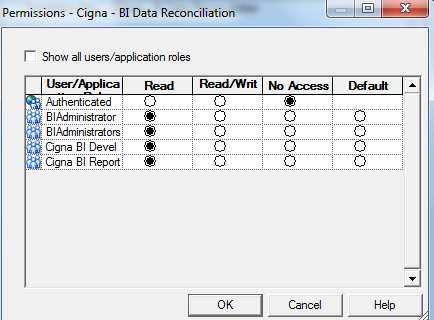 Permissions - Cigna - BI Data Reconciliation
Show all users/application roles
User/Applica Read Read/Writ No Access Default
Authenticated
BIAdministrator
BIAdministrators
Cigna BI Devel
Cigna BI Report
OK Cancel Help